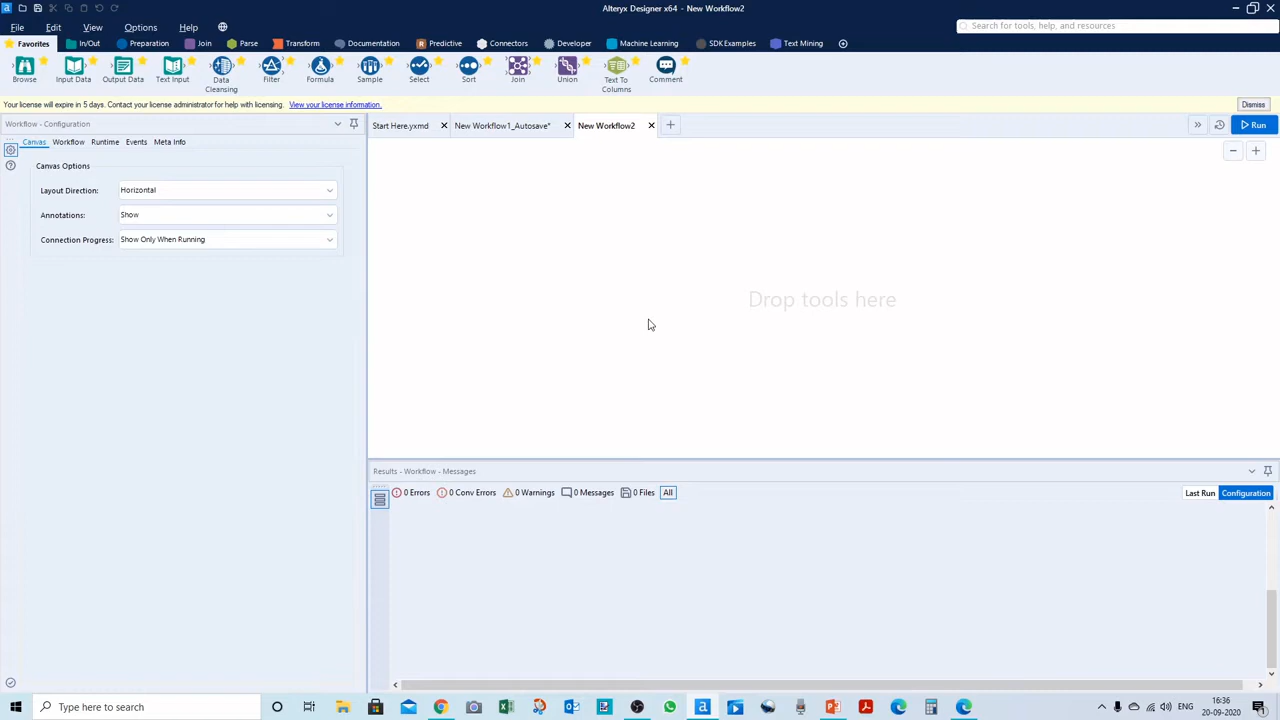 Alteryx Designer x64 - New Workflow2
File Edit View Options Help
Search for tools, help, and resources
Favorites In/Out Preparation Join Parse Transform Documentation Predictive Connectors Developer Machine Learning SDK Examples Text Mining
Browse Input Data Output Data Text Input Data Cleansing Filter Formula Sample Select Sort Join Union Text To Columns Comment
Your license will expire in 5 days. Contact your license administrator for help with licensing. View your license information. Dismiss
Workflow - Configuration
Start Here.yxmd New Workflow1_Autosave New Workflow2 Run
Canvas Workflow Runtime Events Meta Info
Canvas Options
Layout Direction: Horizontal
Annotations: Show
Connection Progress: Show Only When Running
Drop tools here
Results - Workflow - Messages
0 Errors 0 Conv Errors 0 Warnings 0 Messages 0 Files All Last Run Configuration
Type here to search
ENG
16:36
20-09-2020